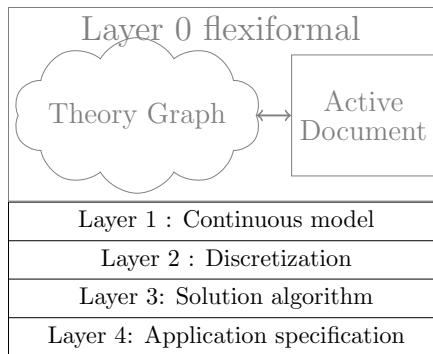 Layer 0 flexiformal
Theory Graph
Active
Document
Layer 1 : Continuous model
Layer 2 : Discretization
Layer 3: Solution algorithm
Layer 4: Application specification